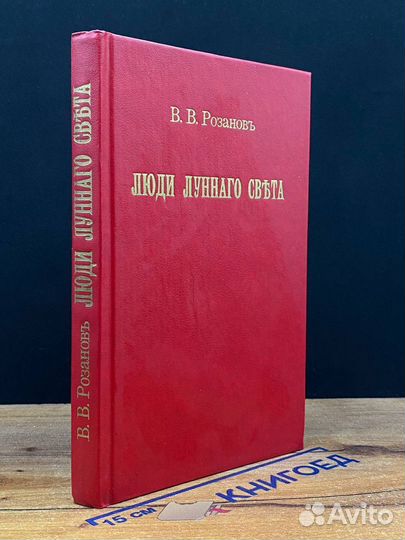 В. В. Розановъ
ЛЮДИ ЛУННАГО СВѢТА
В. В. Розановъ ЛЮДИ ЛУННАГО СВѢТА
15 СМ КНИГОЕД
Avito